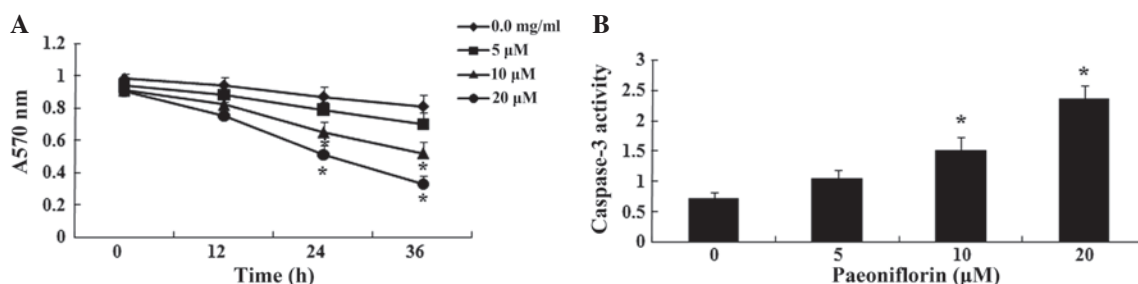 A
0.0 mg/ml
5 µM
10 µM
20 µM
1.2
1
0.8
0.6
0.4
0.2
0
A570 nm
* *
* *
0 12 24 36
Time (h)
B
3
2.5
2
1.5
1
0.5
0
Caspase-3 activity
*
*
0 5 10 20
Paeoniflorin (µM)